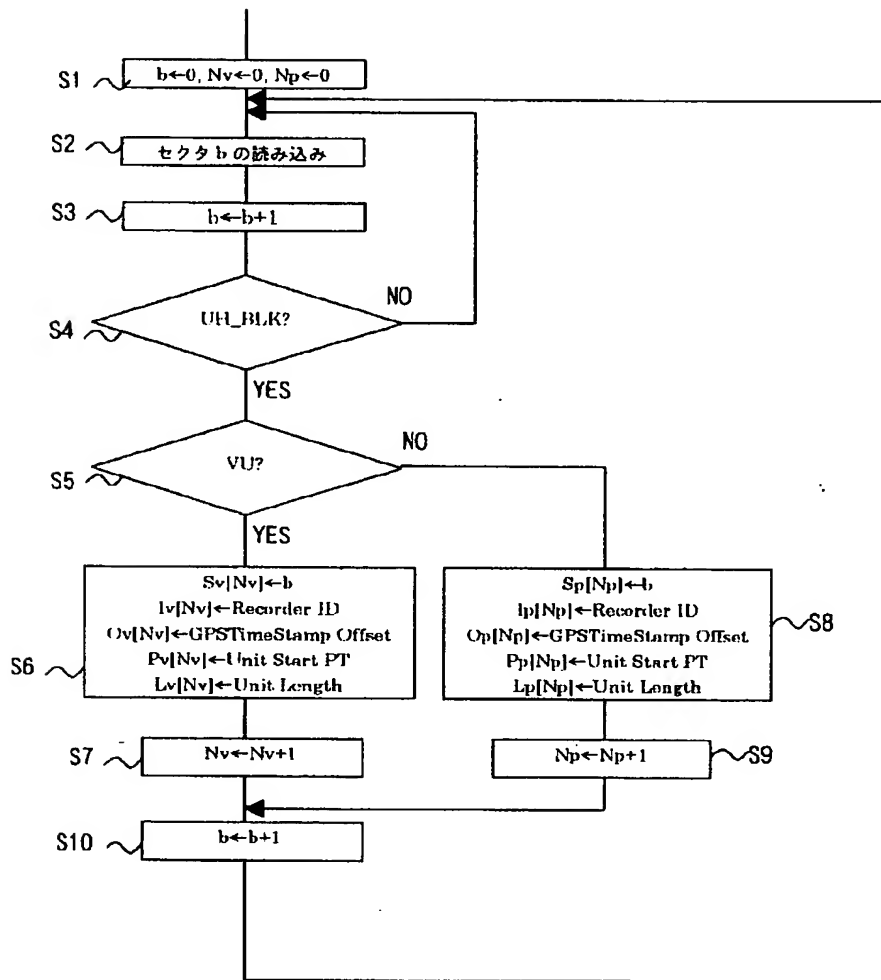 S1
b←0, Nv←0, Np←0
S2
セクタ b の読み込み
S3
b←b+1
S4
UH_BLK?
NO
YES
S5
VU?
NO
YES
S6
Sv[Nv]←b
Iv[Nv]←Recorder ID
Ov[Nv]←GPSTimeStamp Offset
Pv[Nv]←Unit Start PT
Lv[Nv]←Unit Length
Sp[Np]←b
Ip[Np]←Recorder ID
Op[Np]←GPSTimeStamp Offset
Pp[Np]←Unit Start PT
Lp[Np]←Unit Length
S8
S7
Nv←Nv+1
Np←Np+1
S9
S10
b←b+1